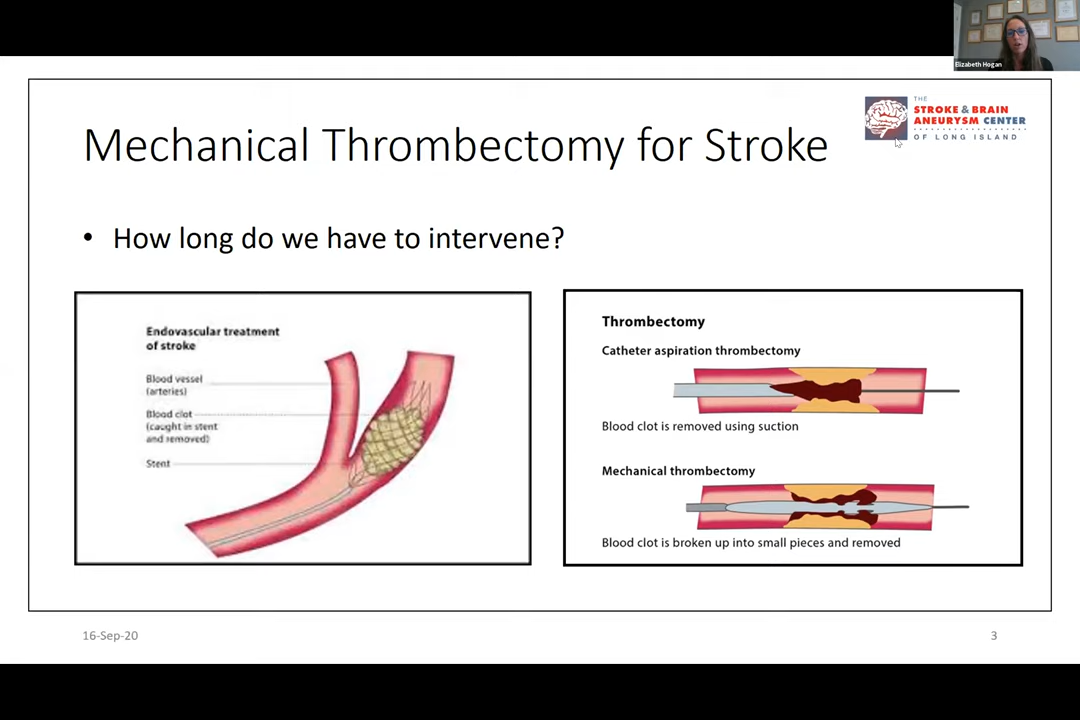 Elizabeth Hogan
THE
STROKE & BRAIN
ANEURYSM CENTER
OF LONG ISLAND
Mechanical Thrombectomy for Stroke
• How long do we have to intervene?
Endovascular treatment
of stroke
Blood vessel
(arteries)
Blood clot
(caught in stent
and removed)
Stent
Thrombectomy
Catheter aspiration thrombectomy
Blood clot is removed using suction
Mechanical thrombectomy
Blood clot is broken up into small pieces and removed
16-Sep-20
3